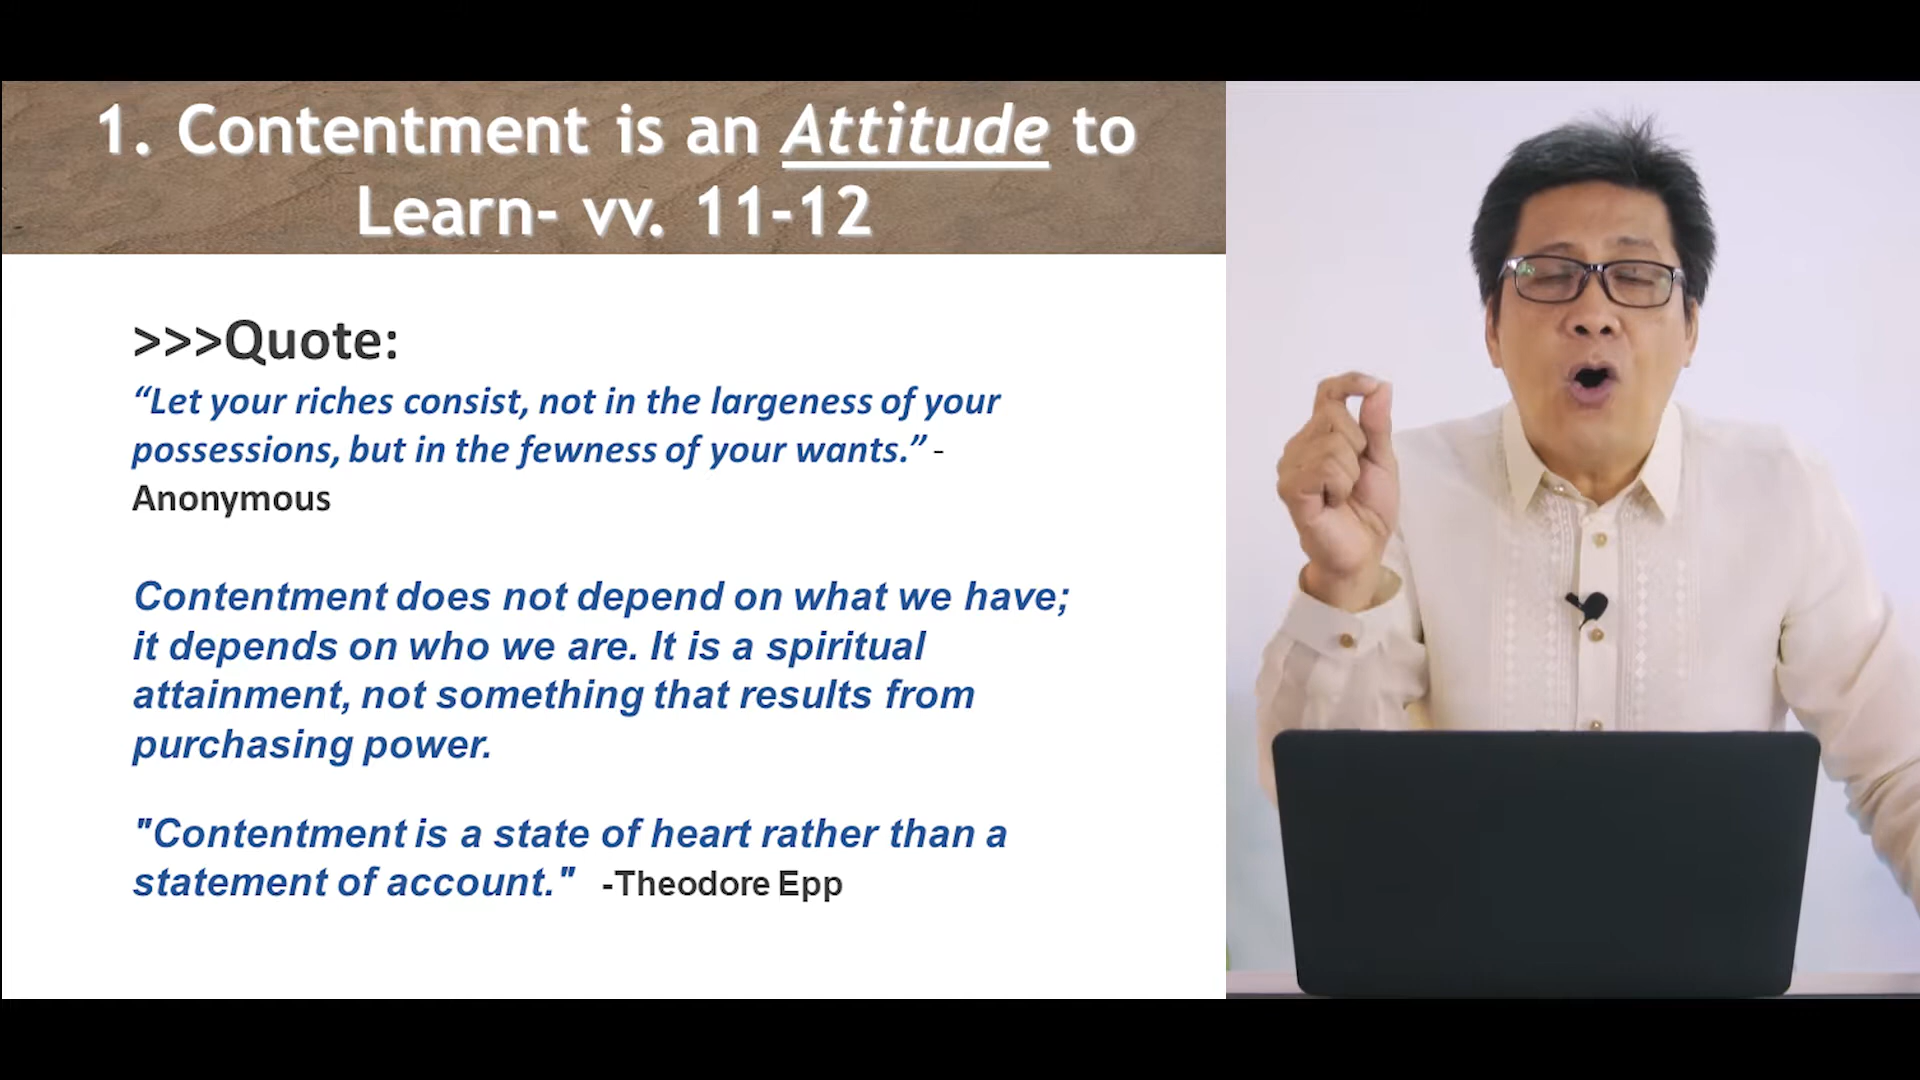 1. Contentment is an Attitude to
Learn- vv. 11-12
>>>Quote:
“Let your riches consist, not in the largeness of your
possessions, but in the fewness of your wants.” -
Anonymous
Contentment does not depend on what we have;
it depends on who we are. It is a spiritual
attainment, not something that results from
purchasing power.
"Contentment is a state of heart rather than a
statement of account." -Theodore Epp